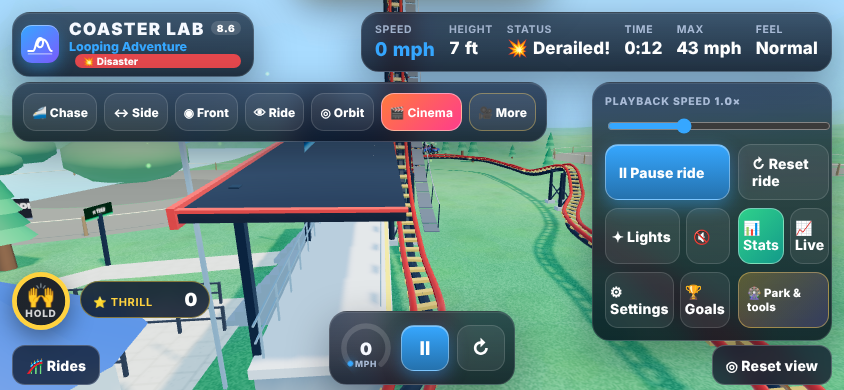 COASTER LAB 8.6
Looping Adventure
💥 Disaster
SPEED HEIGHT STATUS TIME MAX FEEL
0 mph 7 ft 💥 Derailed! 0:12 43 mph Normal
🎢 Chase ↔ Side ◉ Front 👁 Ride ◎ Orbit 🎬 Cinema 🎥 More
PLAYBACK SPEED 1.0×
⏸ Pause ride
↻ Reset ride
✦ Lights 🔇
📊 Stats
📈 Live
⚙ Settings
🏆 Goals
🎡 Park & tools
🙌 HOLD
⭐ THRILL 0
0
MPH
🎢 Rides
◎ Reset view